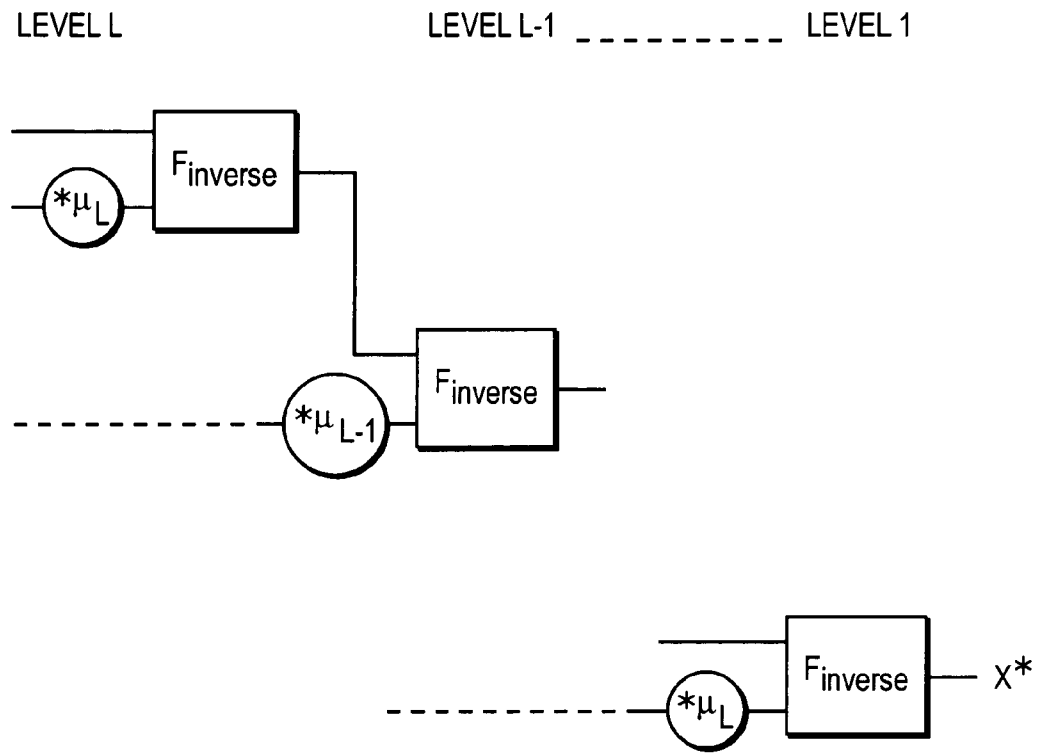 LEVEL L LEVEL L-1 LEVEL 1
Finverse
*μL
Finverse
*μL-1
Finverse
X*
*μL